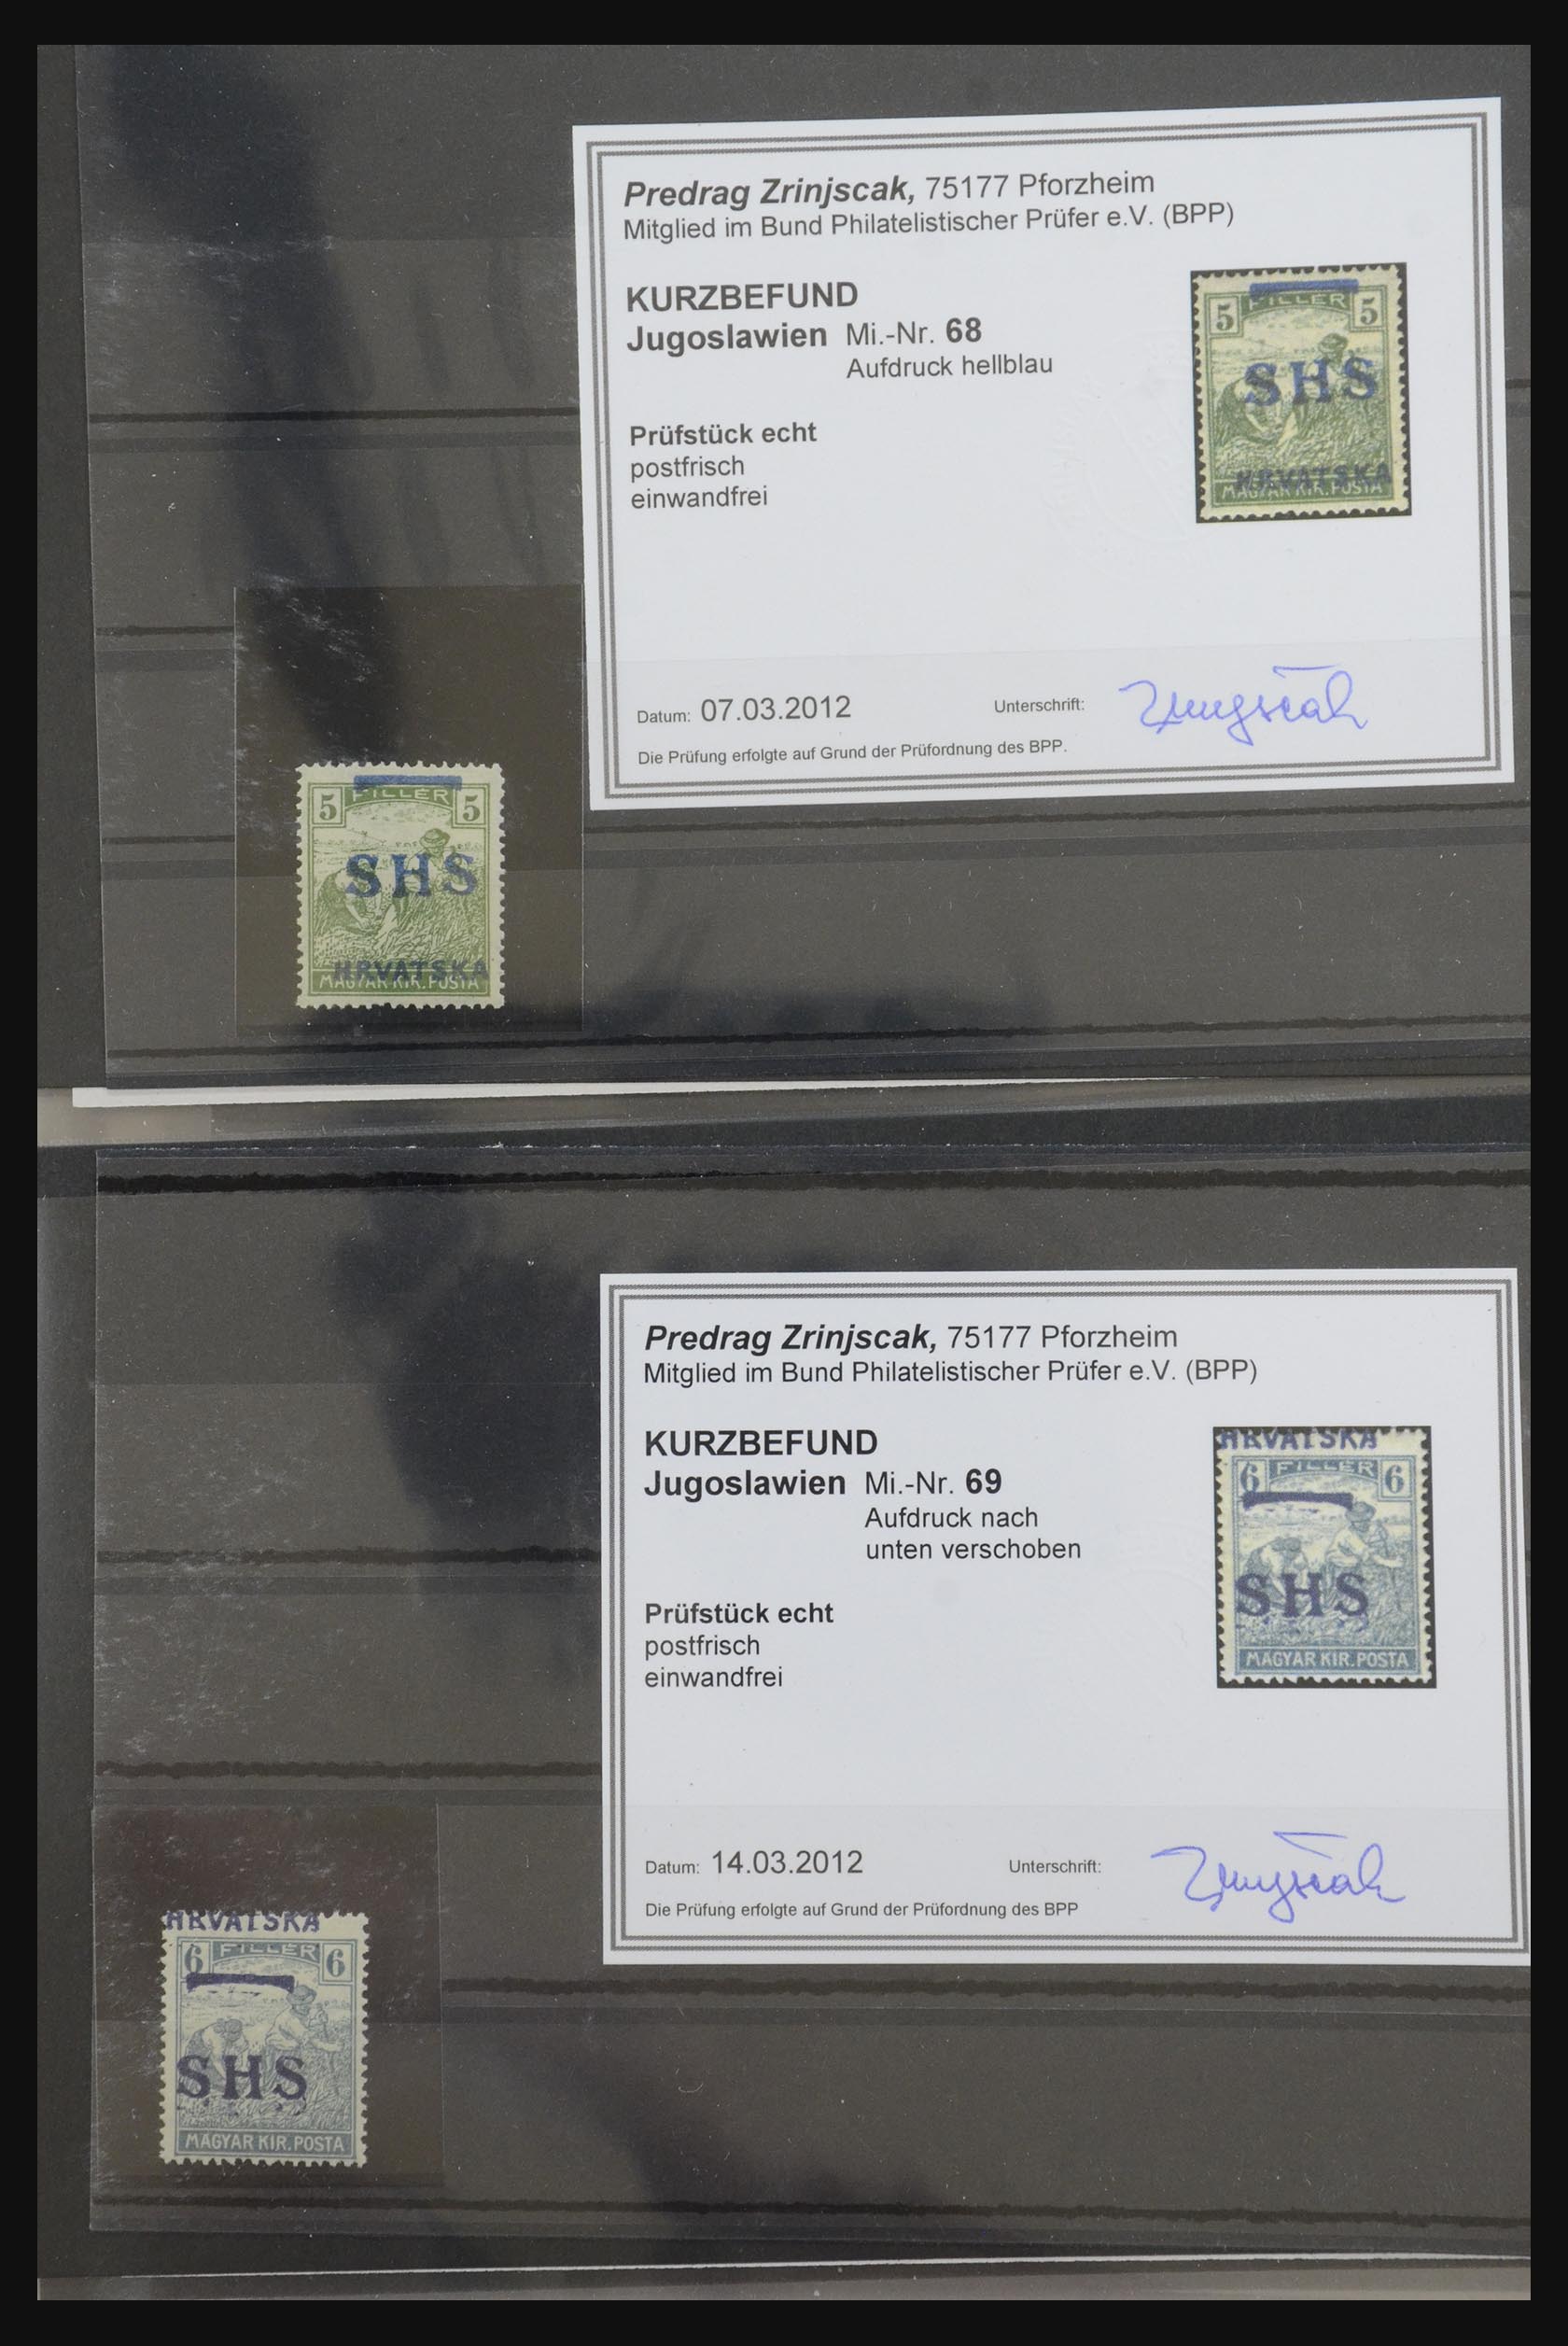 Predrag Zrinjscak, 75177 Pforzheim
Mitglied im Bund Philatelistischer Prüfer e.V. (BPP)
KURZBEFUND
Jugoslawien Mi.-Nr. 68
Aufdruck hellblau
Prüfstück echt
postfrisch
einwandfrei
5 FILLER 5
SHS
HRVATSKA
MAGYAR KIR. POSTA
Datum: 07.03.2012 Unterschrift:
Die Prüfung erfolgte auf Grund der Prüfordnung des BPP.
5 FILLER 5
SHS
HRVATSKA
MAGYAR KIR. POSTA
Predrag Zrinjscak, 75177 Pforzheim
Mitglied im Bund Philatelistischer Prüfer e.V. (BPP)
KURZBEFUND
Jugoslawien Mi.-Nr. 69
Aufdruck nach
unten verschoben
Prüfstück echt
postfrisch
einwandfrei
HRVATSKA
6 FILLER 6
SHS
MAGYAR KIR. POSTA
Datum: 14.03.2012 Unterschrift:
Die Prüfung erfolgte auf Grund der Prüfordnung des BPP
HRVATSKA
6 FILLER 6
SHS
MAGYAR KIR. POSTA